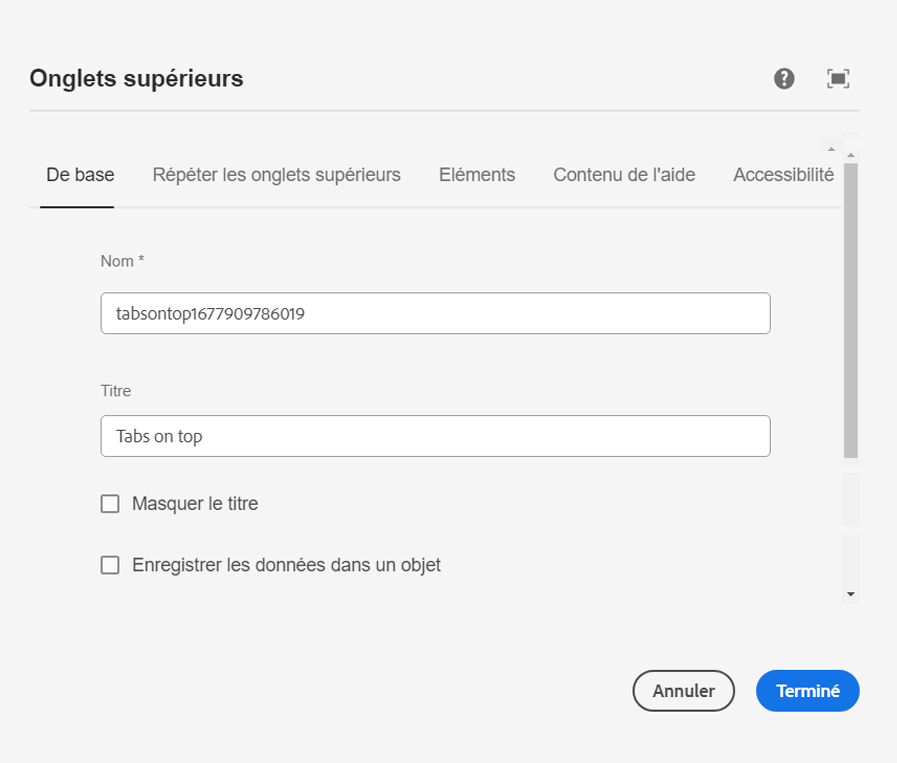 Onglets supérieurs
De base Répéter les onglets supérieurs Eléments Contenu de l'aide Accessibilité
Nom *
tabsontop1677909786019
Titre
Tabs on top
Masquer le titre
Enregistrer les données dans un objet
Annuler Terminé